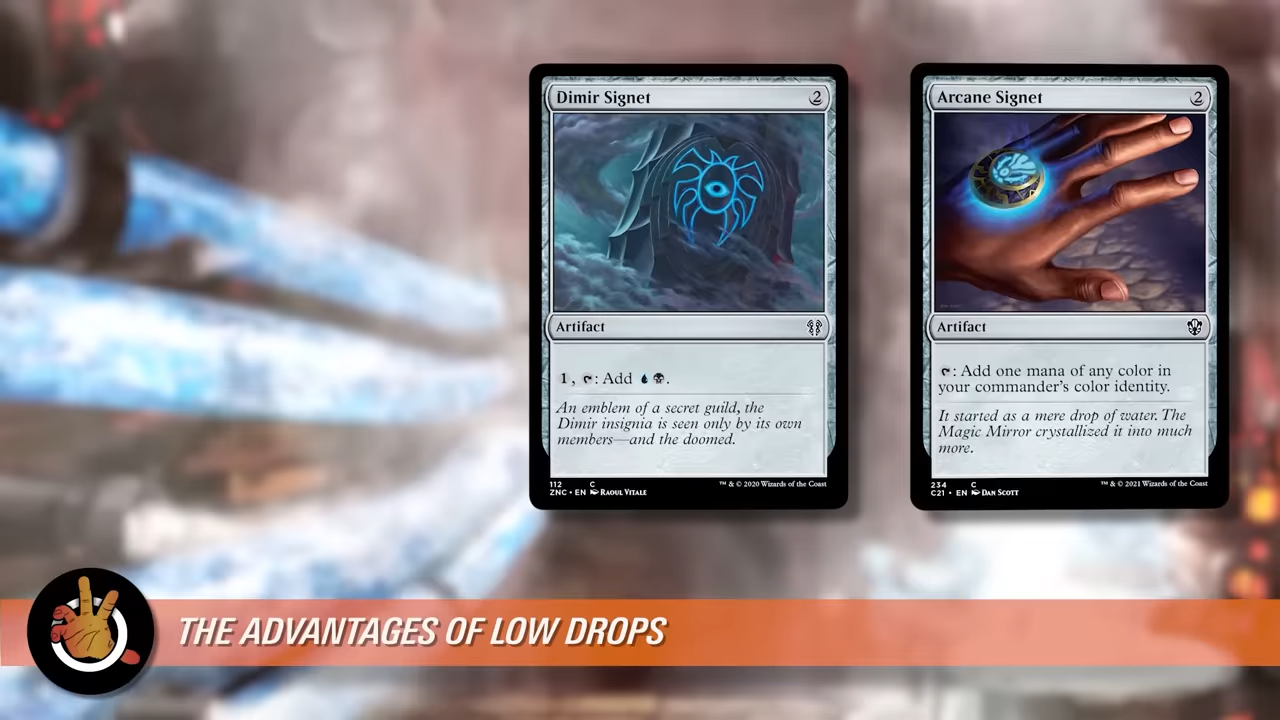 Dimir Signet 2
Artifact
1, : Add .
An emblem of a secret guild, the
Dimir insignia is seen only by its own
members—and the doomed.
112 C
ZNC • EN Raoul Vitale
™ & © 2020 Wizards of the Coast
Arcane Signet 2
Artifact
: Add one mana of any color in
your commander's color identity.
It started as a mere drop of water. The
Magic Mirror crystallized it into much
more.
234 C
C21 • EN Dan Scott
™ & © 2021 Wizards of the Coast
THE ADVANTAGES OF LOW DROPS